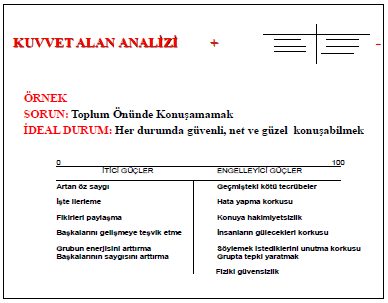 KUVVET ALAN ANALİZİ + -
ÖRNEK
SORUN: Toplum Önünde Konuşamamak
İDEAL DURUM: Her durumda güvenli, net ve güzel konuşabilmek
0 100
İTİCİ GÜÇLER ENGELLEYİCİ GÜÇLER
Artan öz saygı Geçmişteki kötü tecrübeler
İşte ilerleme Hata yapma korkusu
Fikirleri paylaşma Konuya hakimiyetsizlik
Başkalarını gelişmeye teşvik etme İnsanların gülecekleri korkusu
Grubun enerjisini arttırma Söylemek istediklerini unutma korkusu
Başkalarının saygısını arttırma Grupta tepki yaratmak
Fiziki güvensizlik